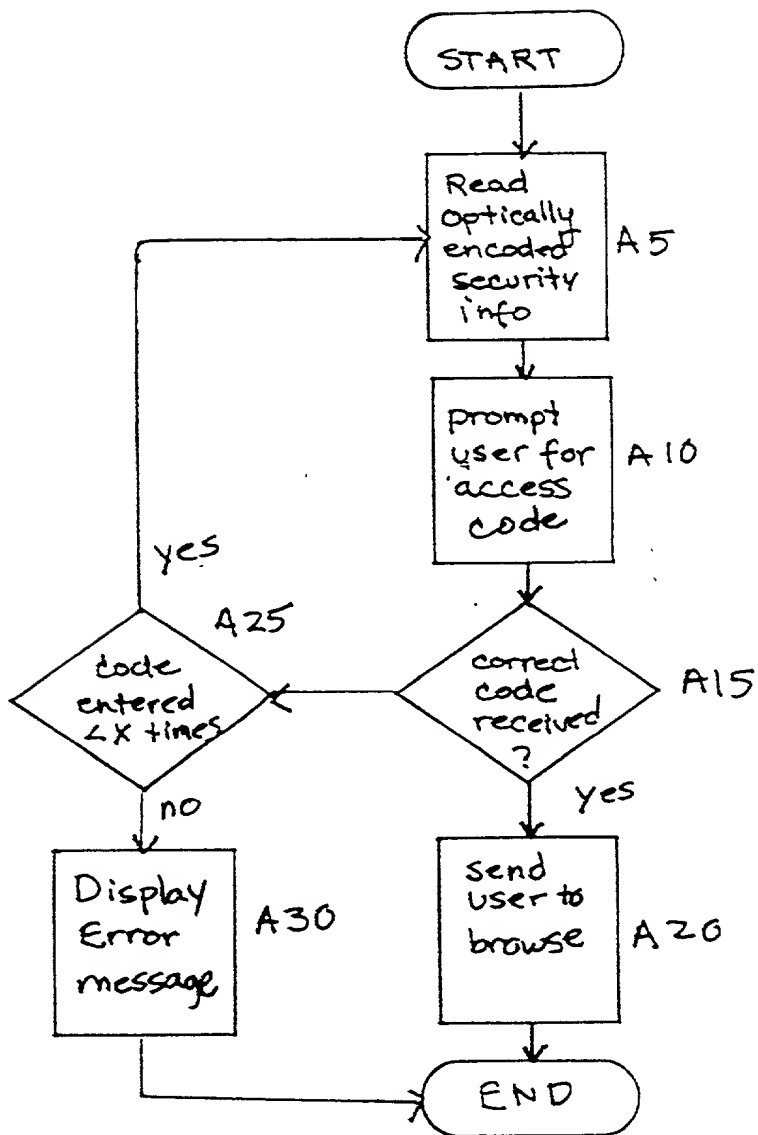 START
Read
optically
encoded
security
info
A5
prompt
user for
access
code
A10
yes
A25
code
entered
<X times
correct
code
received
?
A15
no
yes
Display
Error
message
A30
send
user to
browse
A20
END